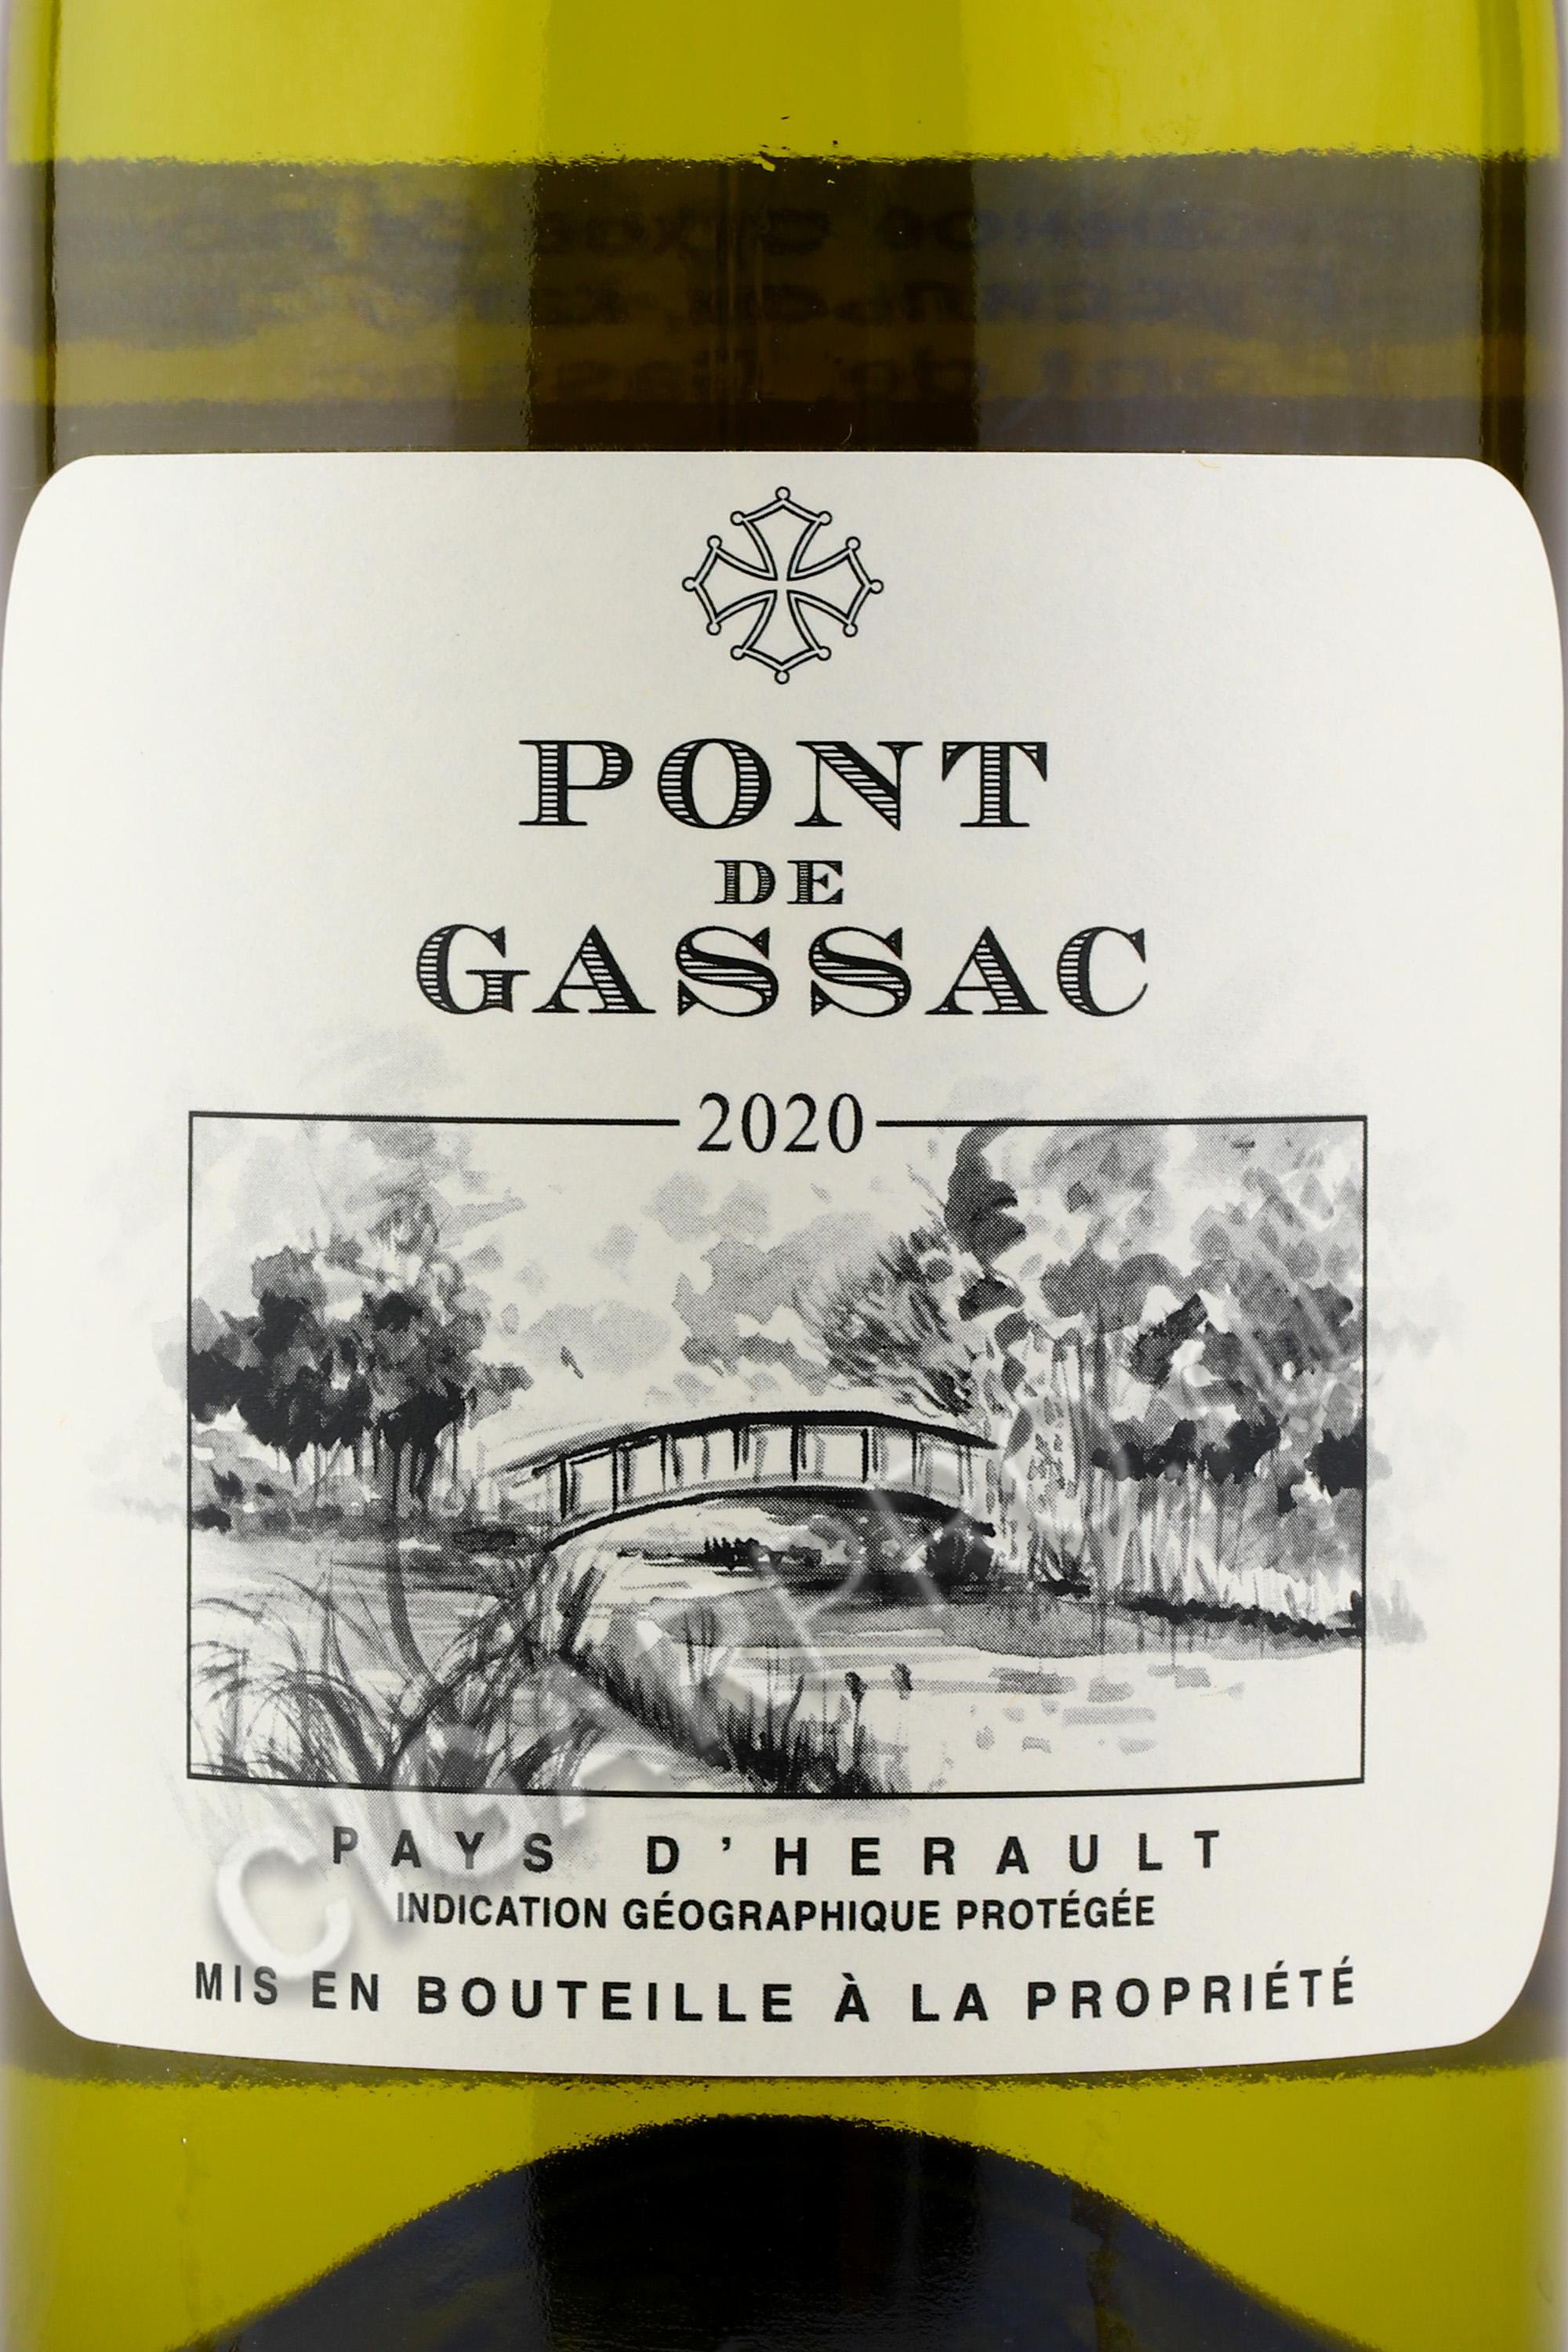 PONT
DE
GASSAC
2020
PAYS D'HERAULT
INDICATION GÉOGRAPHIQUE PROTÉGÉE
MIS EN BOUTEILLE À LA PROPRIÉTÉ